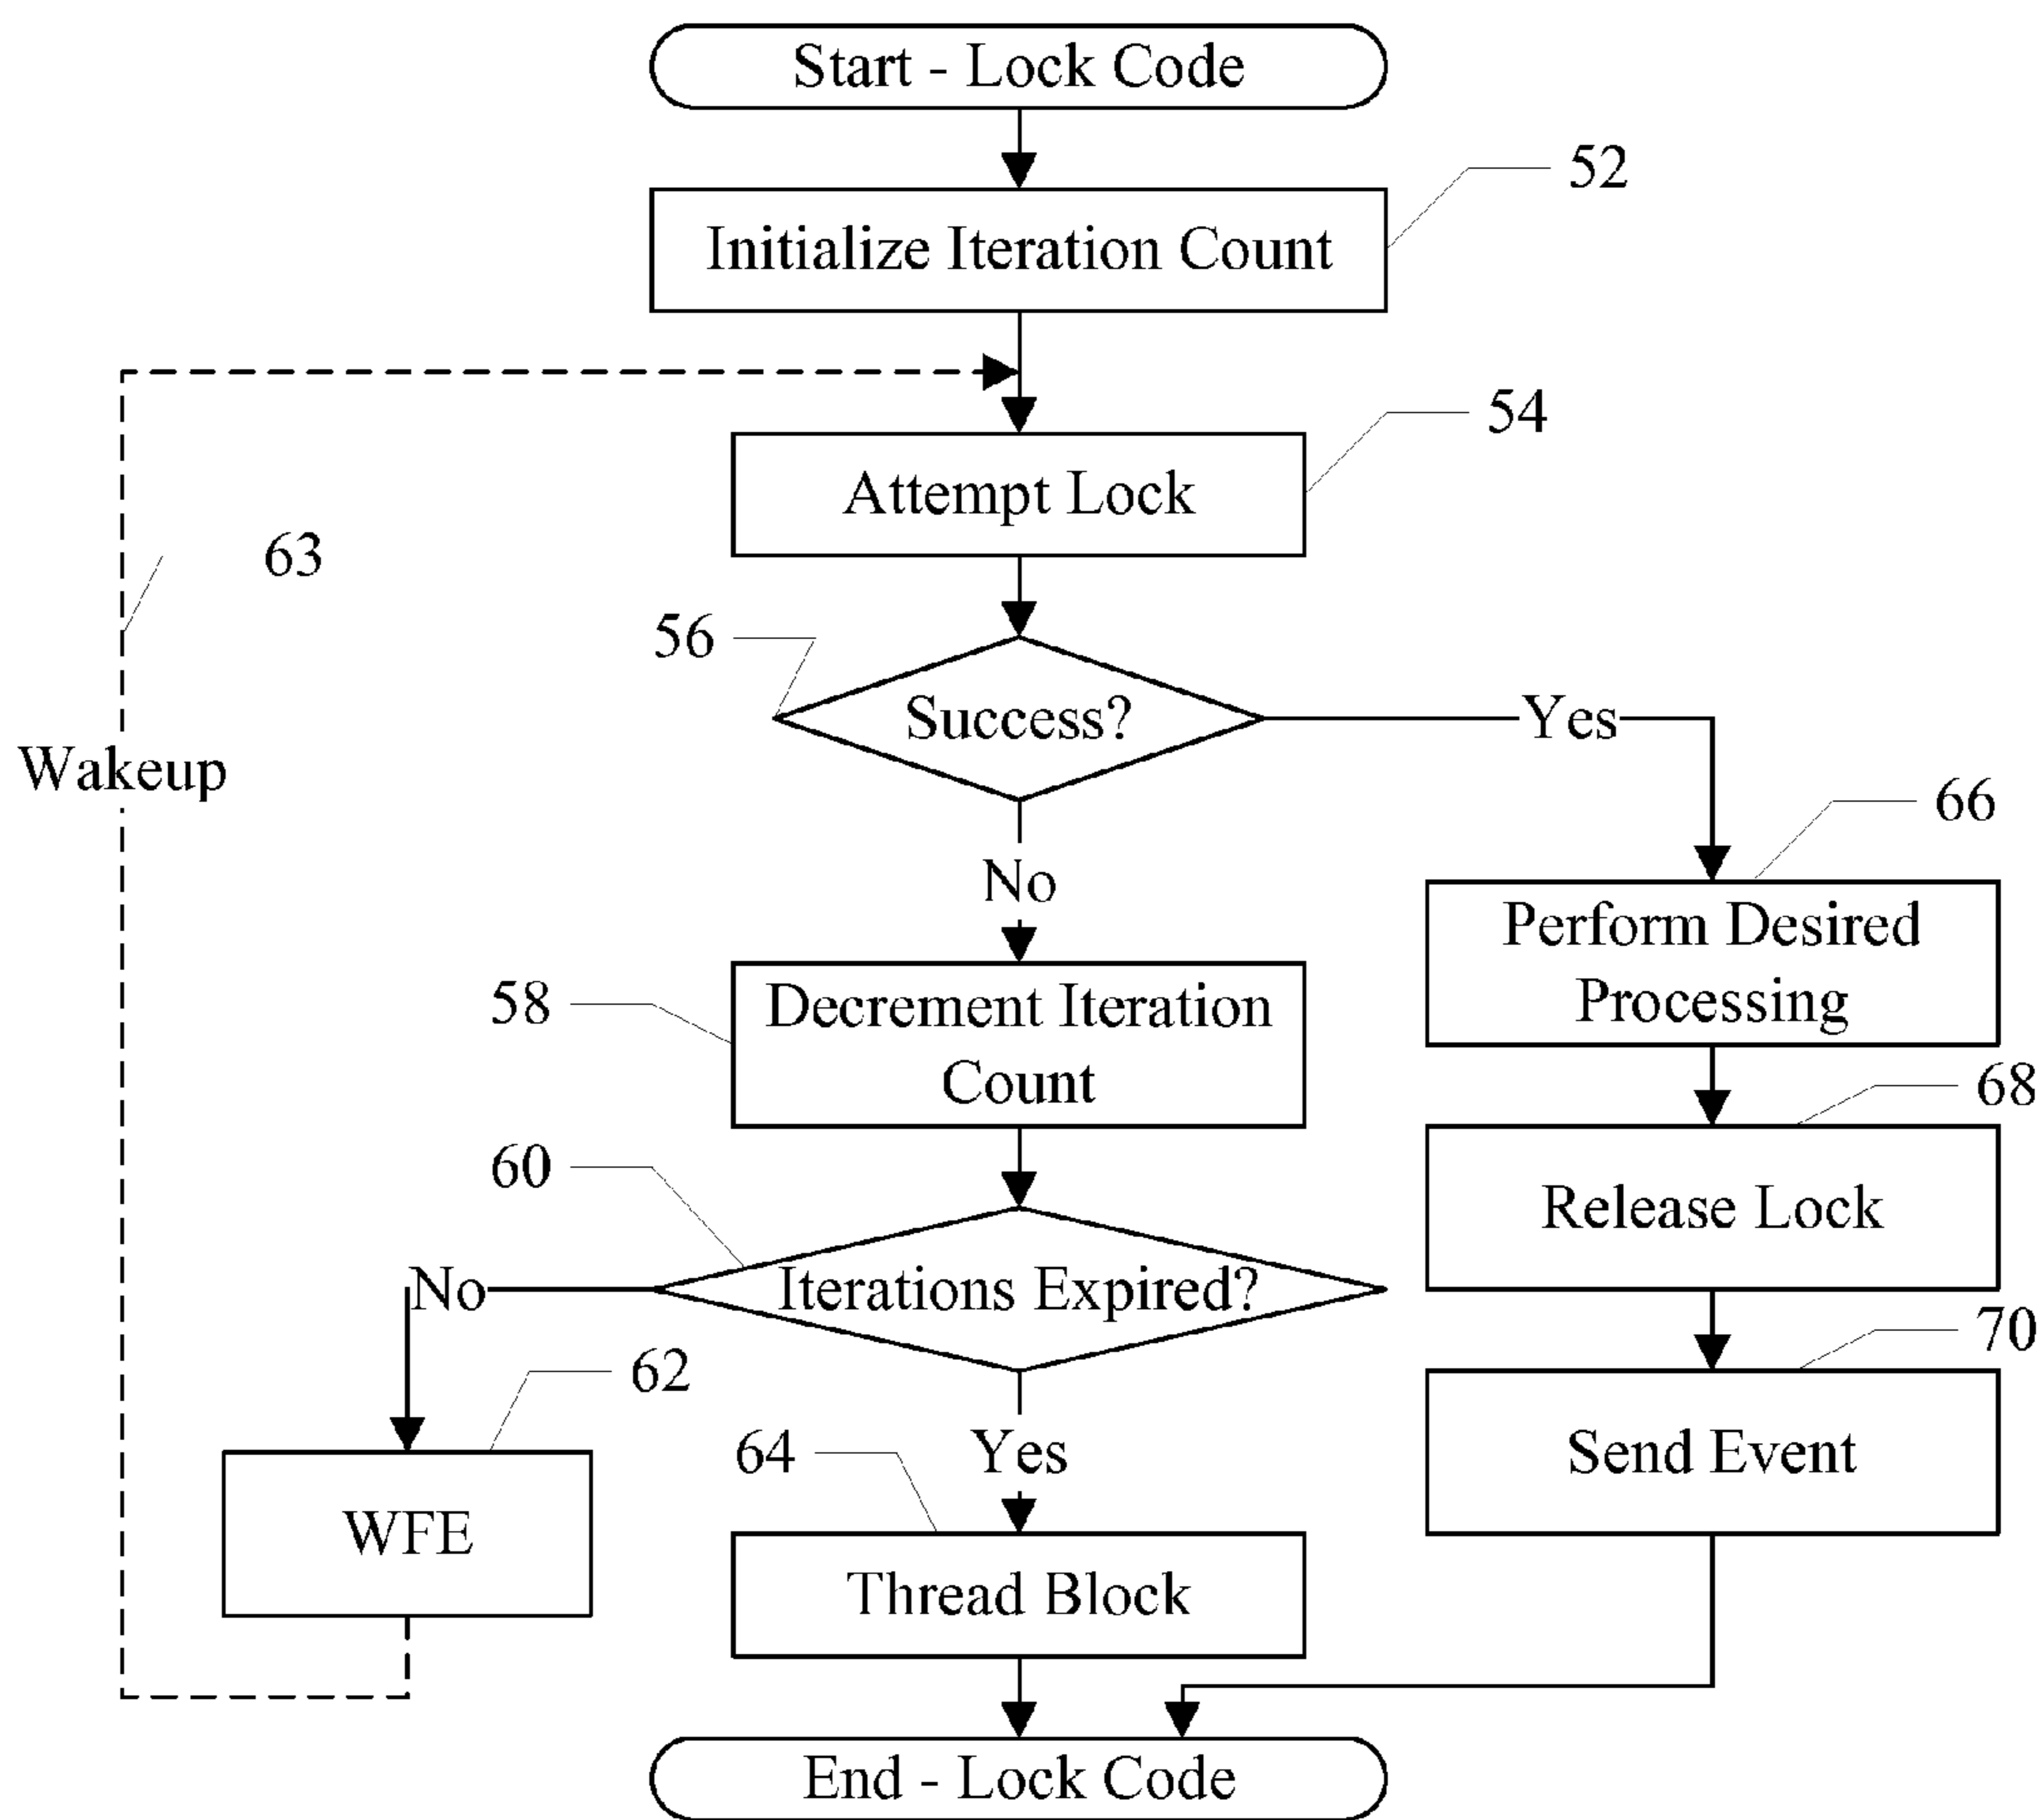 Start - Lock Code
52
Initialize Iteration Count
54
Attempt Lock
63
56
Success?
Yes
Wakeup
66
No
Perform Desired
Processing
58
Decrement Iteration
Count
68
60
Release Lock
No
Iterations Expired?
70
62
64
Yes
Send Event
WFE
Thread Block
End - Lock Code